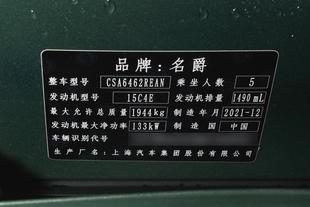 品牌：名爵
整车型号 CSA6462REAN 乘坐人数 5
发动机型号 15C4E 发动机排量 1490 mL
最大允许总质量 1944kg 制造年月 2021-12
发动机最大净功率 133kW 制造国 中国
车辆识别代号
生产厂名：上海汽车集团股份有限公司